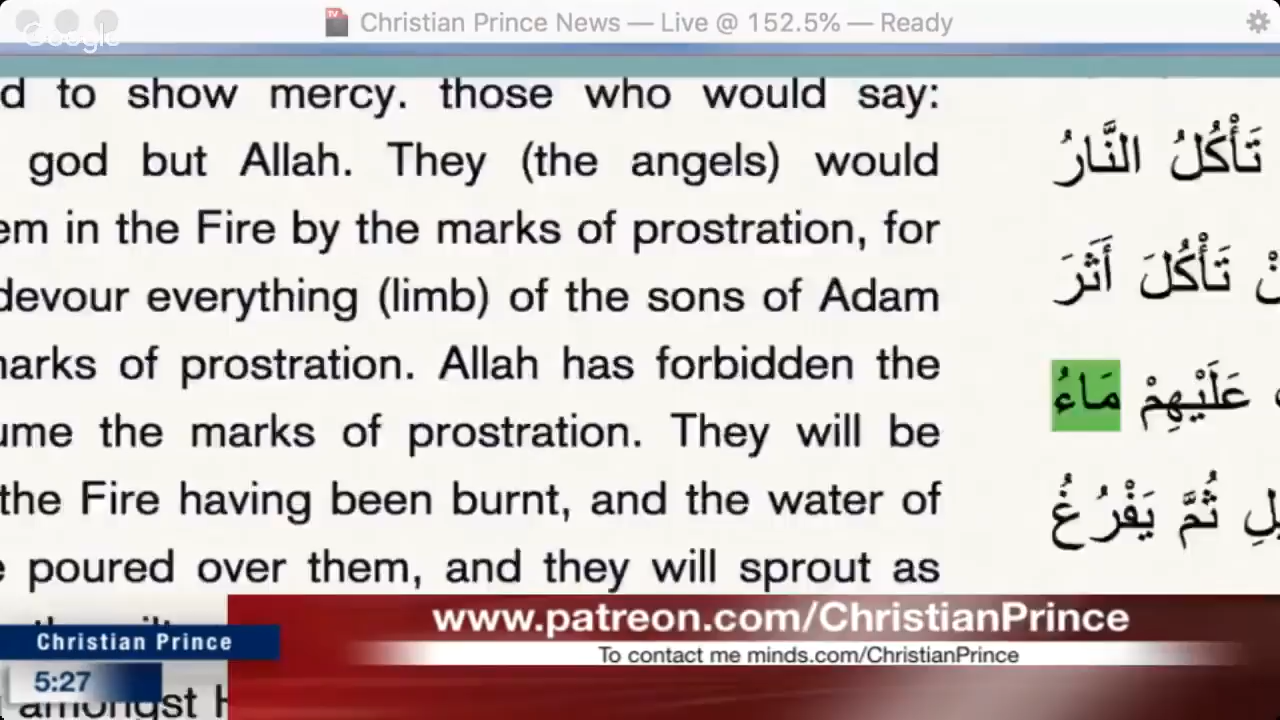 Google
Christian Prince News — Live @ 152.5% — Ready
d to show mercy. those who would say:
god but Allah. They (the angels) would
em in the Fire by the marks of prostration, for
devour everything (limb) of the sons of Adam
arks of prostration. Allah has forbidden the
ume the marks of prostration. They will be
the Fire having been burnt, and the water of
e poured over them, and they will sprout as
amongst H
تَأْكُلُ النَّارُ
تَأْكُلَ أَثَرَ
عَلَيْهِمْ مَاءُ
ثُمَّ يَفْرُغُ
www.patreon.com/ChristianPrince
To contact me minds.com/ChristianPrince
Christian Prince
5:27